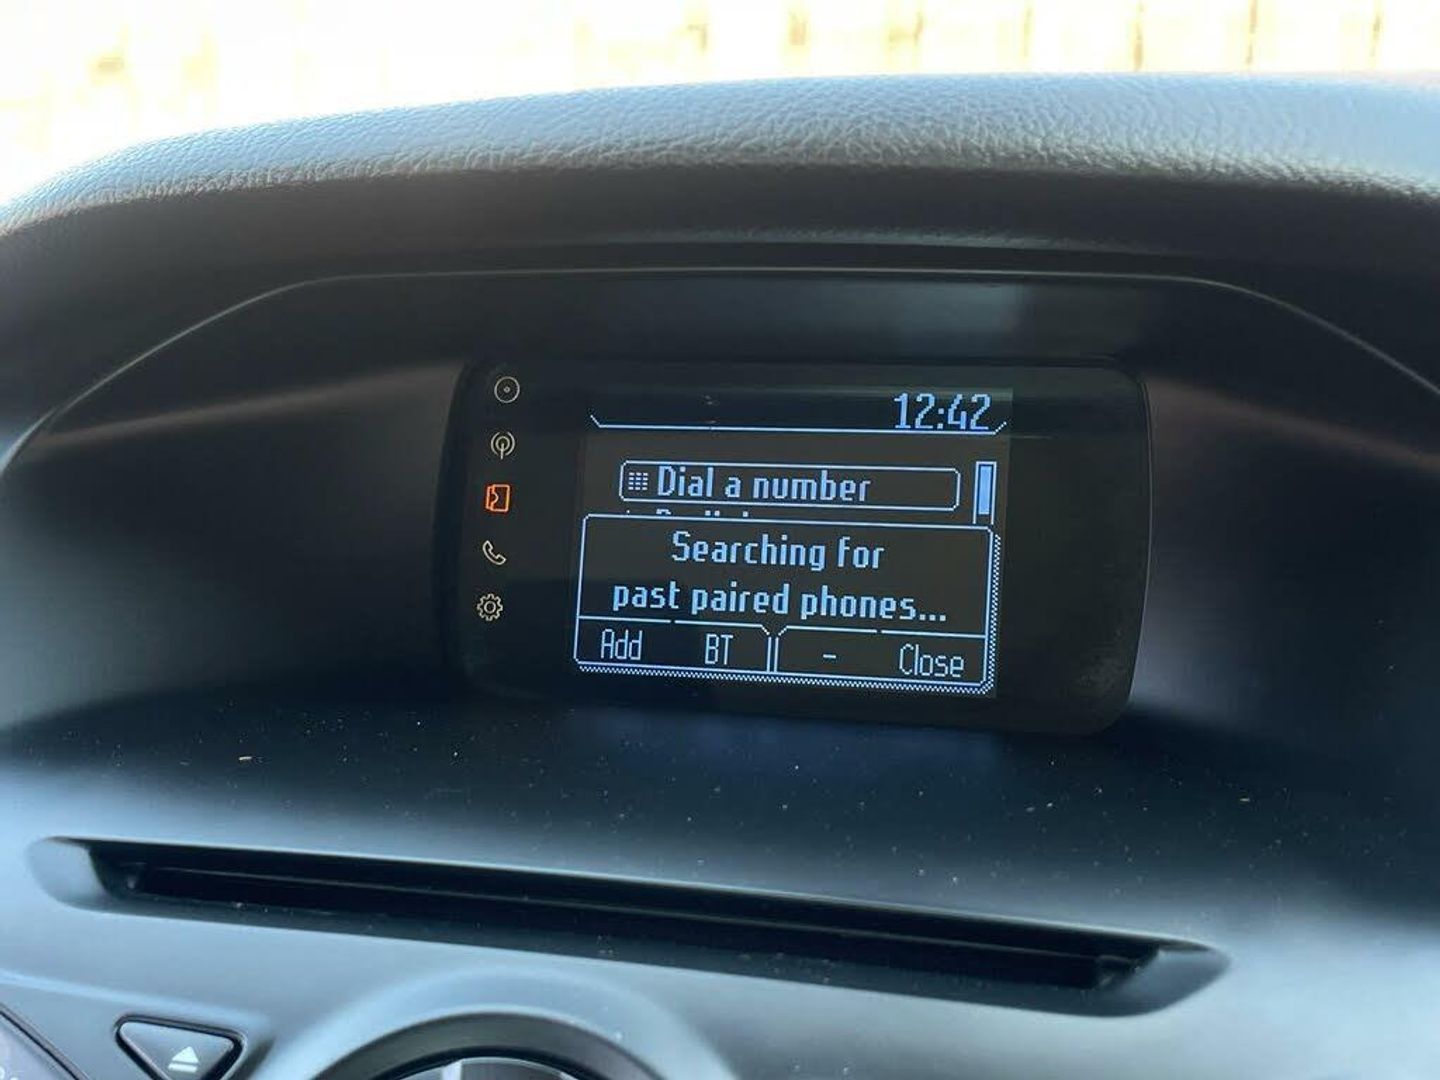 12:42
Dial a number
Searching for
past paired phones...
Add BT - Close